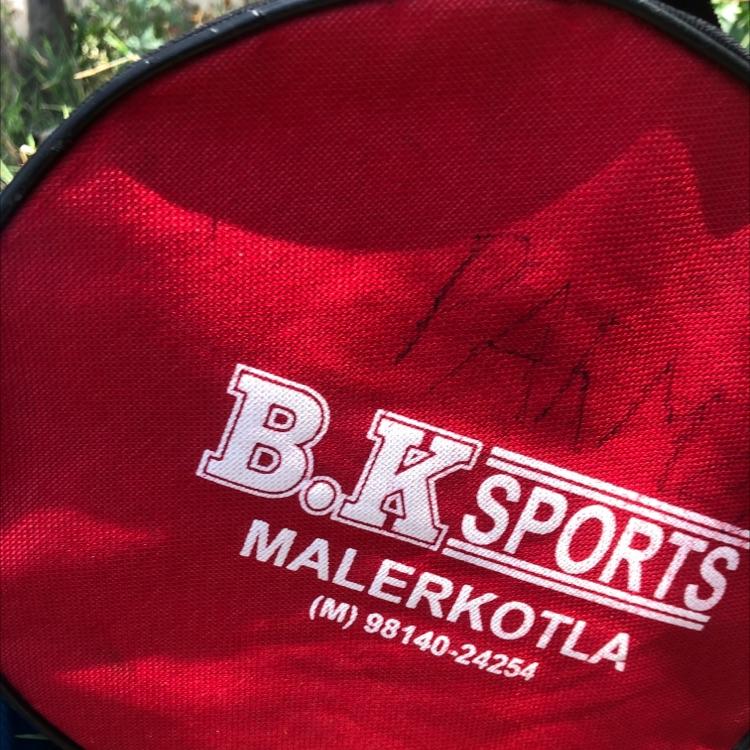 B.K SPORTS
MALERKOTLA
(M) 98140-24254